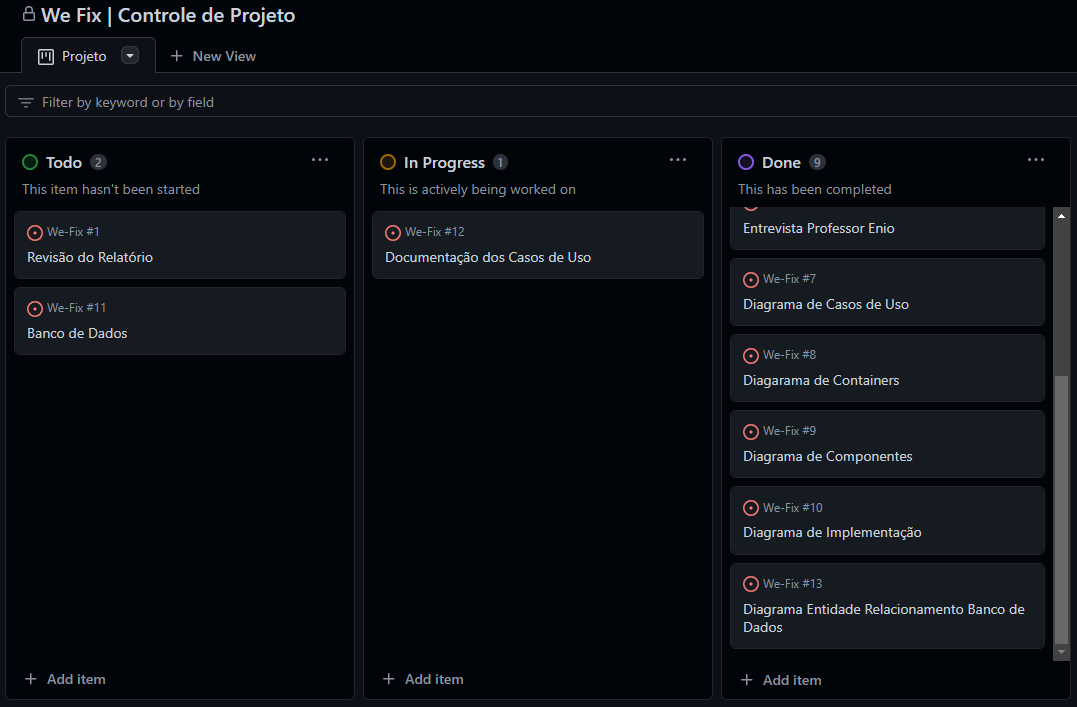 We Fix | Controle de Projeto
Projeto
New View
Filter by keyword or by field
Todo 2
This item hasn't been started
We-Fix #1
Revisão do Relatório
We-Fix #11
Banco de Dados
Add item
In Progress 1
This is actively being worked on
We-Fix #12
Documentação dos Casos de Uso
Add item
Done 9
This has been completed
Entrevista Professor Enio
We-Fix #7
Diagrama de Casos de Uso
We-Fix #8
Diagarama de Containers
We-Fix #9
Diagrama de Componentes
We-Fix #10
Diagrama de Implementação
We-Fix #13
Diagrama Entidade Relacionamento Banco de
Dados
Add item